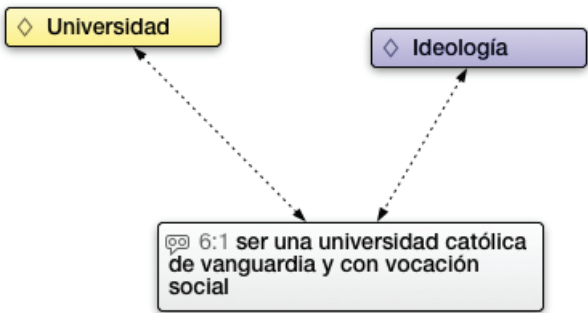 Universidad
Ideología
6:1 ser una universidad católica
de vanguardia y con vocación
social